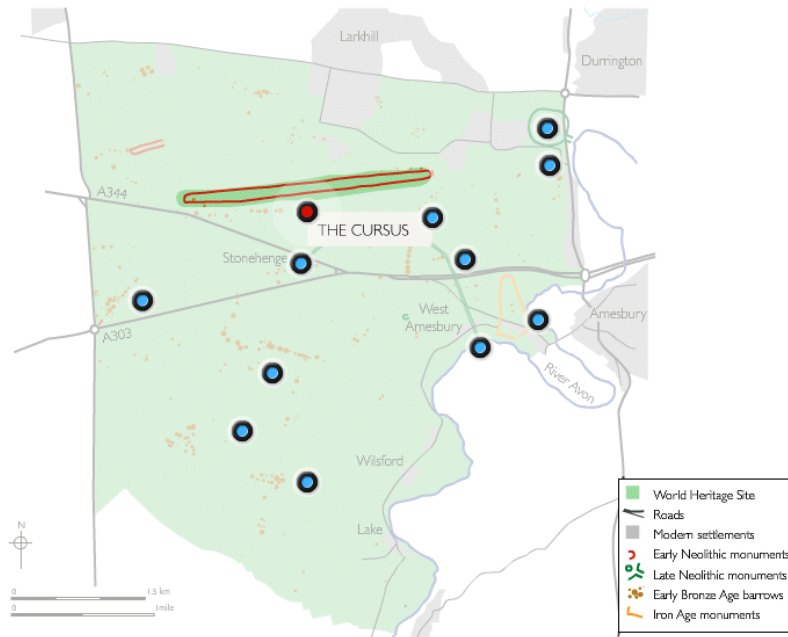 Larkhill
Durrington
A344
THE CURSUS
Stonehenge
West
Amesbury
Amesbury
A303
River Avon
Wilsford
Lake
N
0 1.5 km
0 1mile
World Heritage Site
Roads
Modern settlements
Early Neolithic monuments
Late Neolithic monuments
Early Bronze Age barrows
Iron Age monuments